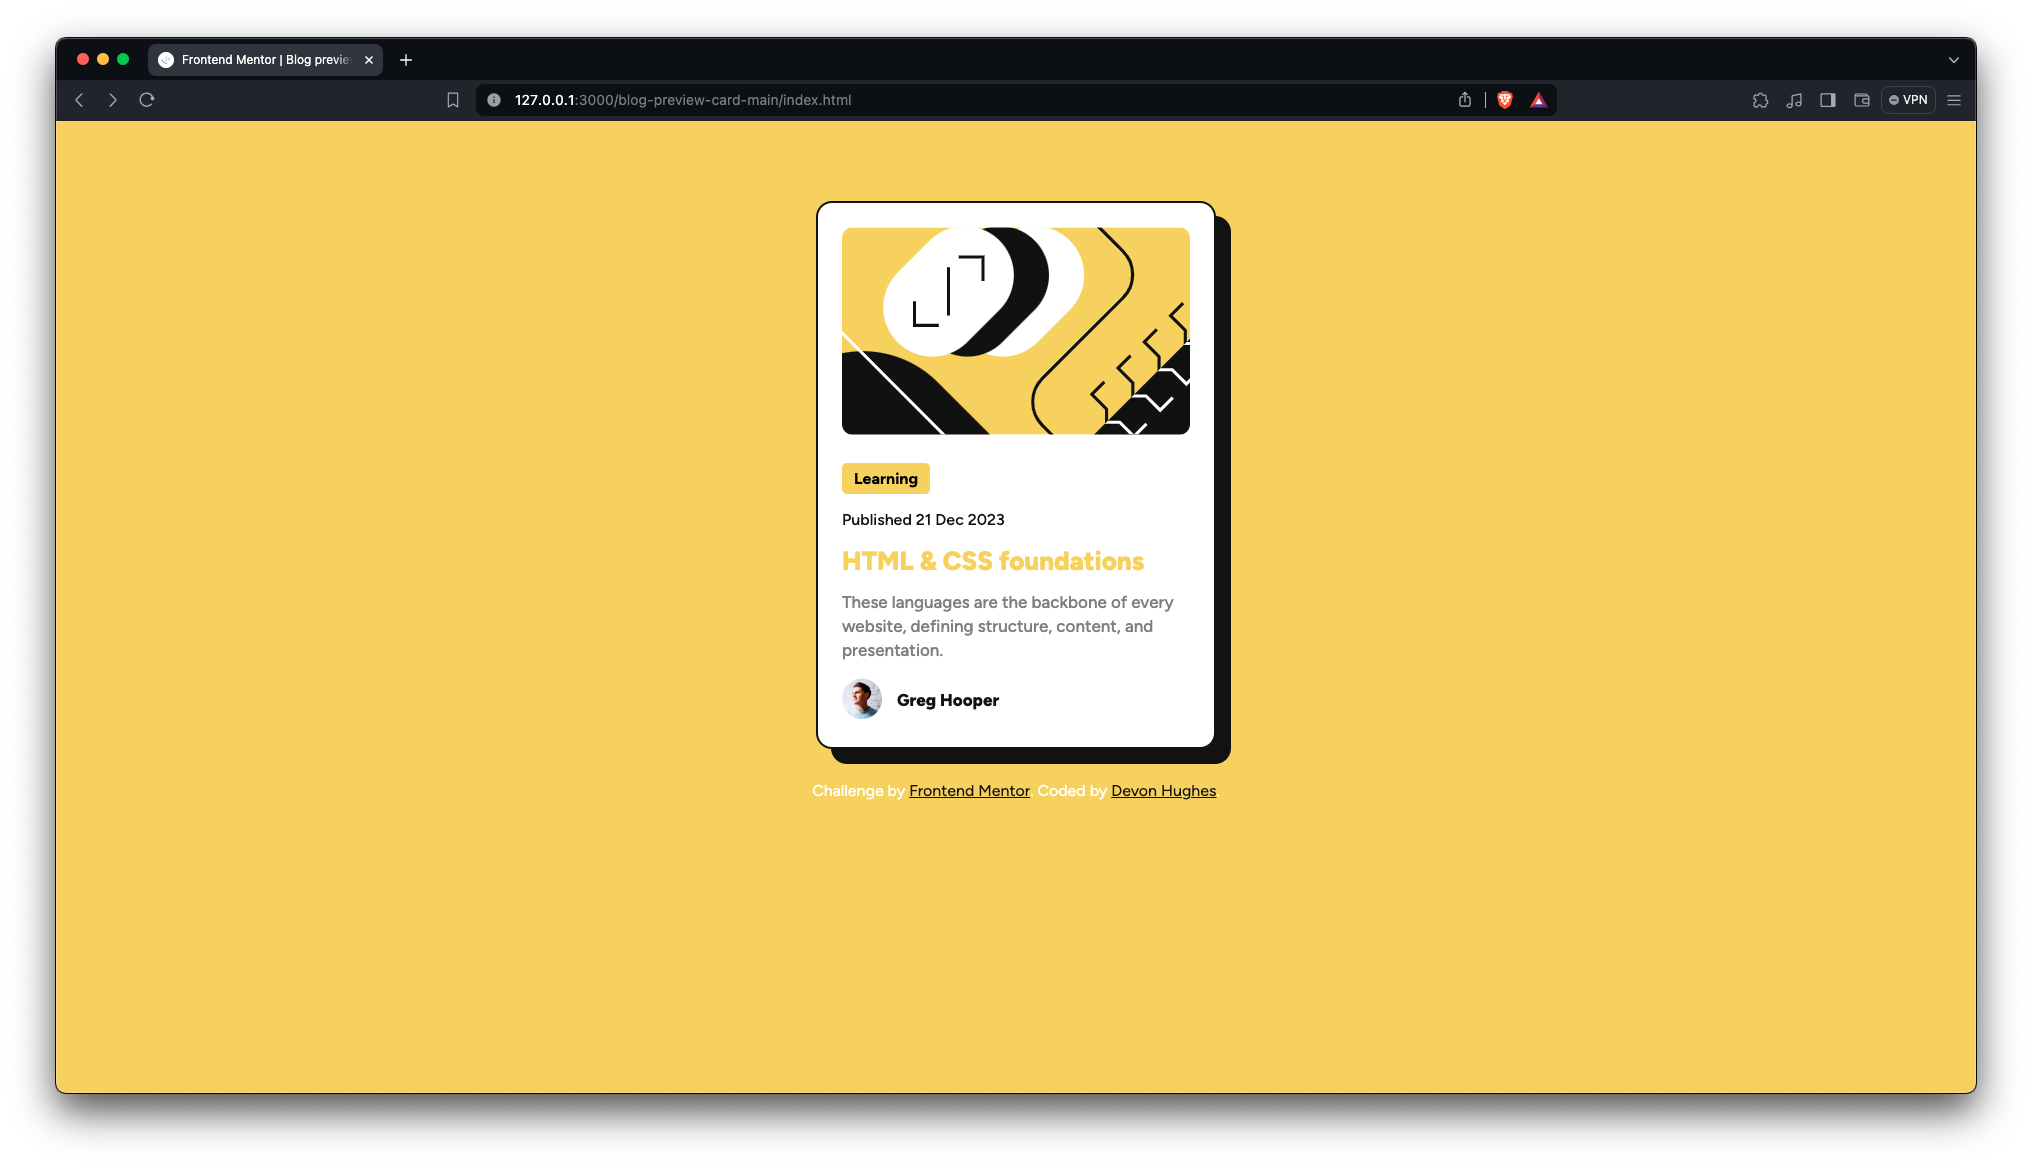 Frontend Mentor | Blog previe
127.0.0.1:3000/blog-preview-card-main/index.html
VPN
Learning
Published 21 Dec 2023
HTML & CSS foundations
These languages are the backbone of every
website, defining structure, content, and
presentation.
Greg Hooper
Challenge by Frontend Mentor. Coded by Devon Hughes.